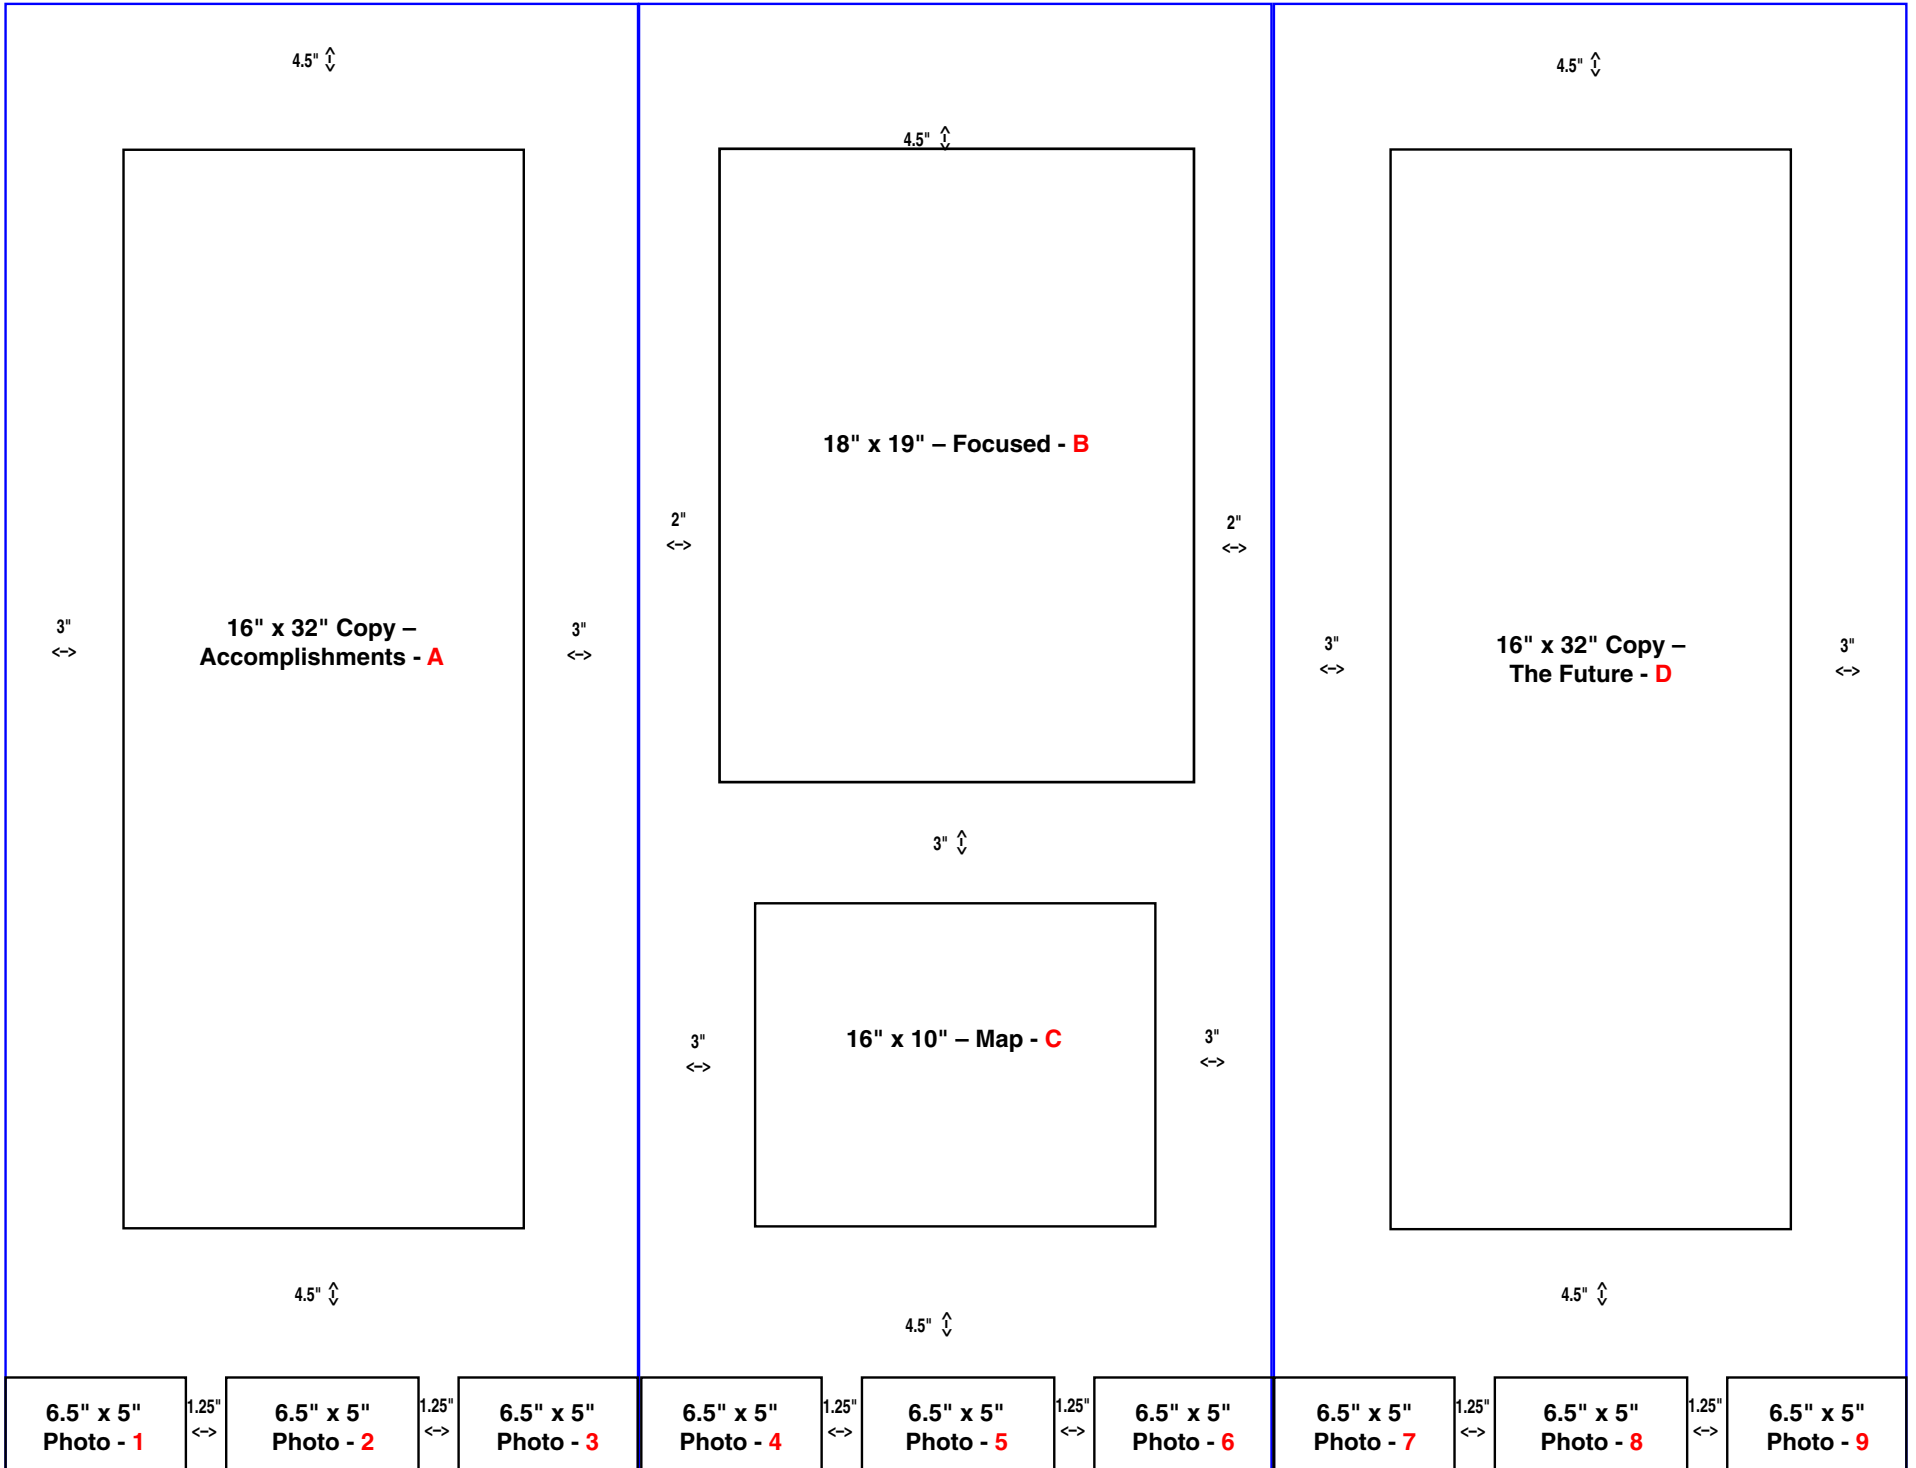 4.5"
4.5"
4.5"
18" x 19" – Focused - B
2"
<–>
2"
<–>
3"
<–>
16" x 32" Copy –
Accomplishments - A
3"
<–>
3"
<–>
16" x 32" Copy –
The Future - D
3"
<–>
3"
3"
<–>
16" x 10" – Map - C
3"
<–>
4.5"
4.5"
4.5"
6.5" x 5"
Photo - 1
1.25"
<–>
6.5" x 5"
Photo - 2
1.25"
<–>
6.5" x 5"
Photo - 3
6.5" x 5"
Photo - 4
1.25"
<–>
6.5" x 5"
Photo - 5
1.25"
<–>
6.5" x 5"
Photo - 6
6.5" x 5"
Photo - 7
1.25"
<–>
6.5" x 5"
Photo - 8
1.25"
<–>
6.5" x 5"
Photo - 9